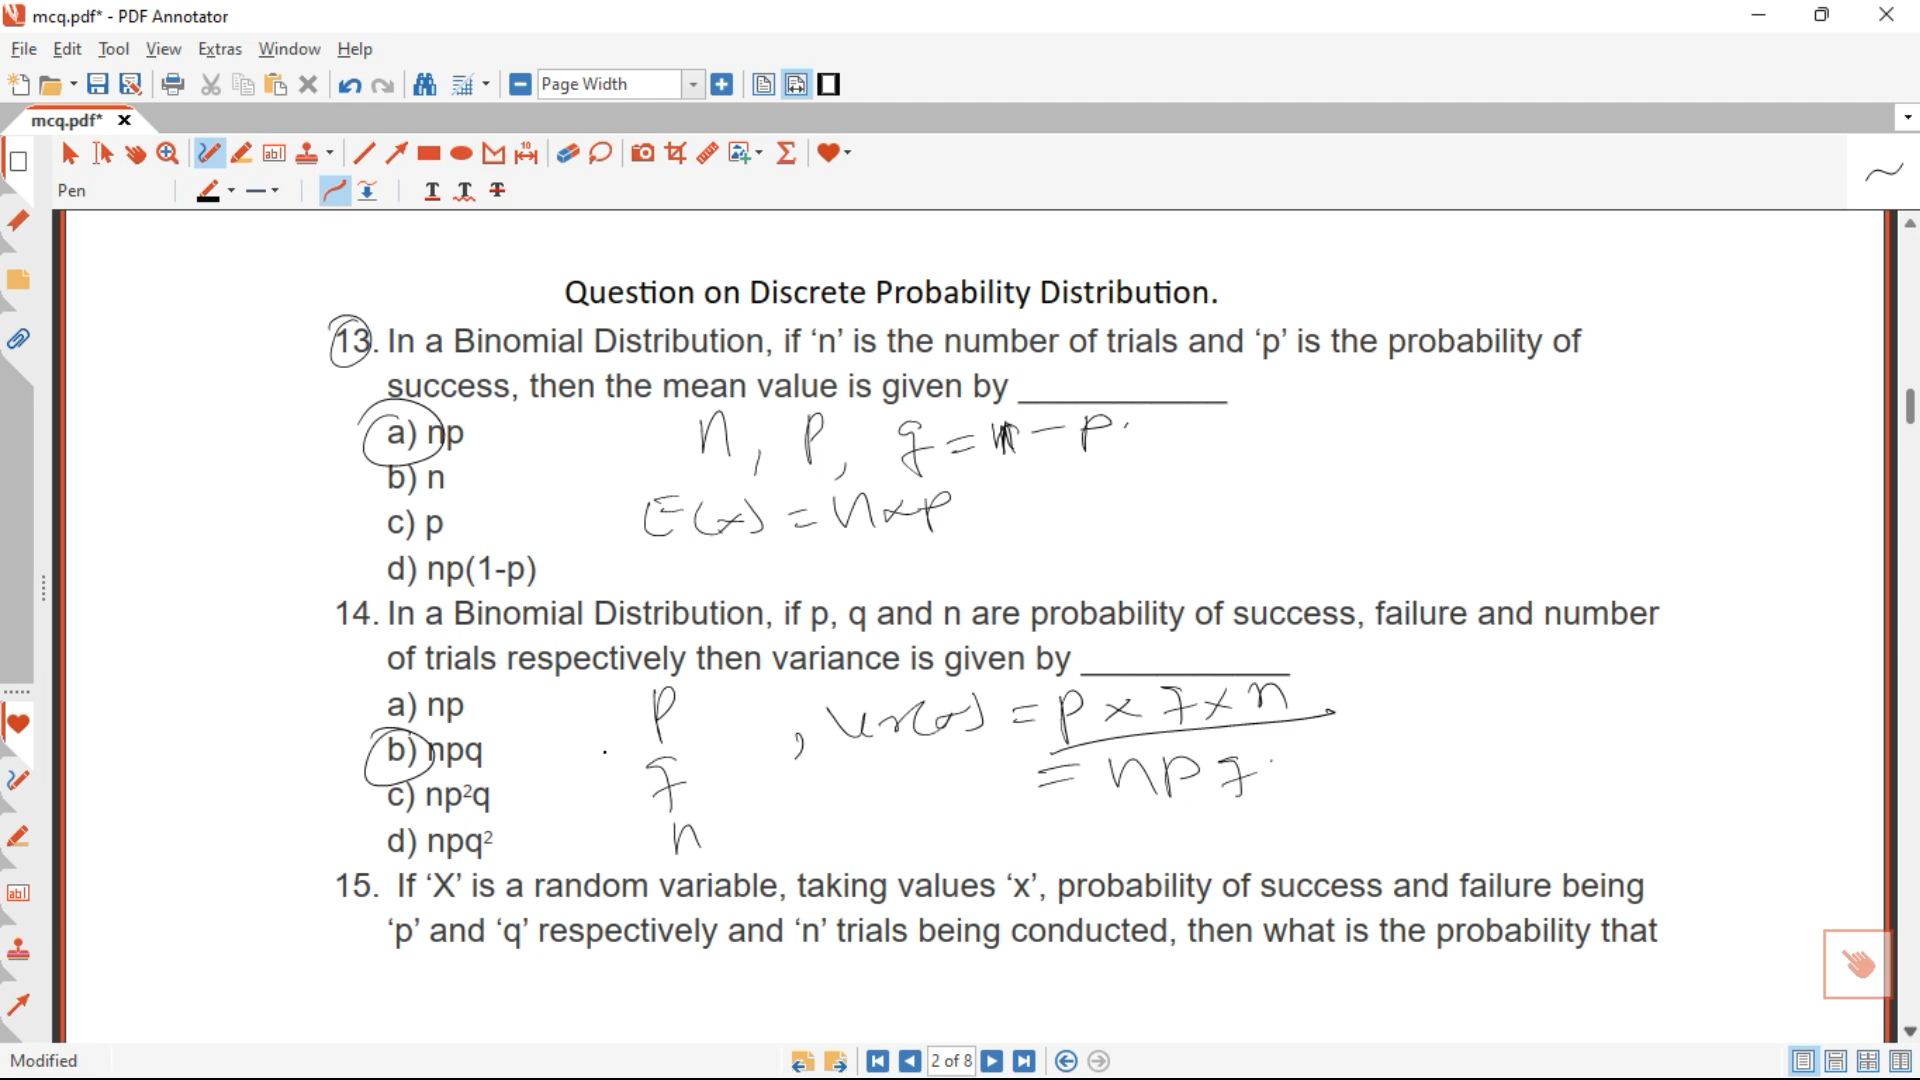 mcq.pdf* - PDF Annotator
File Edit Tool View Extras Window Help
Page Width
mcq.pdf*
Pen
Question on Discrete Probability Distribution.
13. In a Binomial Distribution, if ‘n’ is the number of trials and ‘p’ is the probability of
success, then the mean value is given by ____________
a) np
n, p, q = n - p.
b) n
E(x) = n×p
c) p
d) np(1-p)
14. In a Binomial Distribution, if p, q and n are probability of success, failure and number
of trials respectively then variance is given by ____________
a) np
p , = p × q × n
b) npq
q = npq
c) np²q
d) npq²
n
15. If ‘X’ is a random variable, taking values ‘x’, probability of success and failure being
‘p’ and ‘q’ respectively and ‘n’ trials being conducted, then what is the probability that
Modified
2 of 8